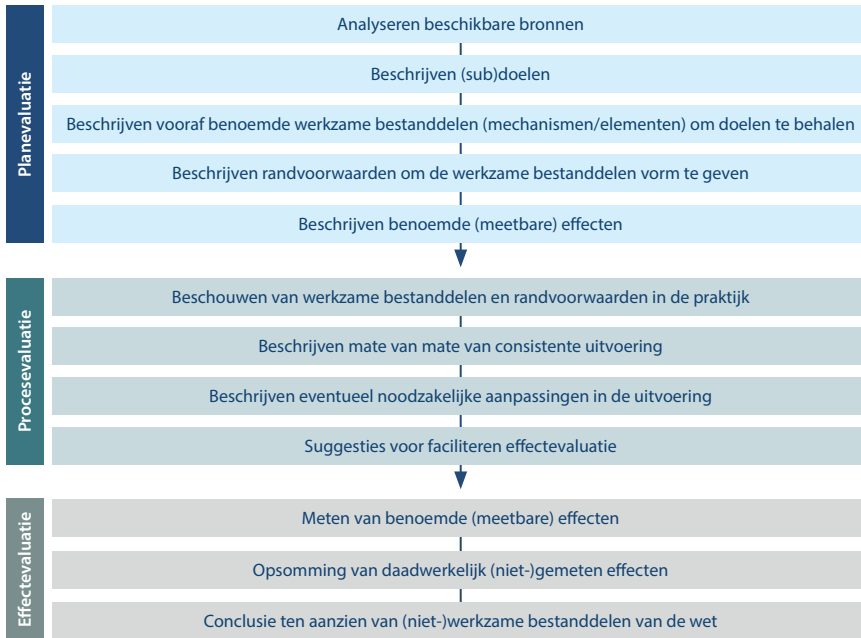 Planevaluatie
Analyseren beschikbare bronnen
Beschrijven (sub)doelen
Beschrijven vooraf benoemde werkzame bestanddelen (mechanismen/elementen) om doelen te behalen
Beschrijven randvoorwaarden om de werkzame bestanddelen vorm te geven
Beschrijven benoemde (meetbare) effecten
Procesevaluatie
Beschouwen van werkzame bestanddelen en randvoorwaarden in de praktijk
Beschrijven mate van mate van consistente uitvoering
Beschrijven eventueel noodzakelijke aanpassingen in de uitvoering
Suggesties voor faciliteren effectevaluatie
Effectevaluatie
Meten van benoemde (meetbare) effecten
Opsomming van daadwerkelijk (niet-)gemeten effecten
Conclusie ten aanzien van (niet-)werkzame bestanddelen van de wet